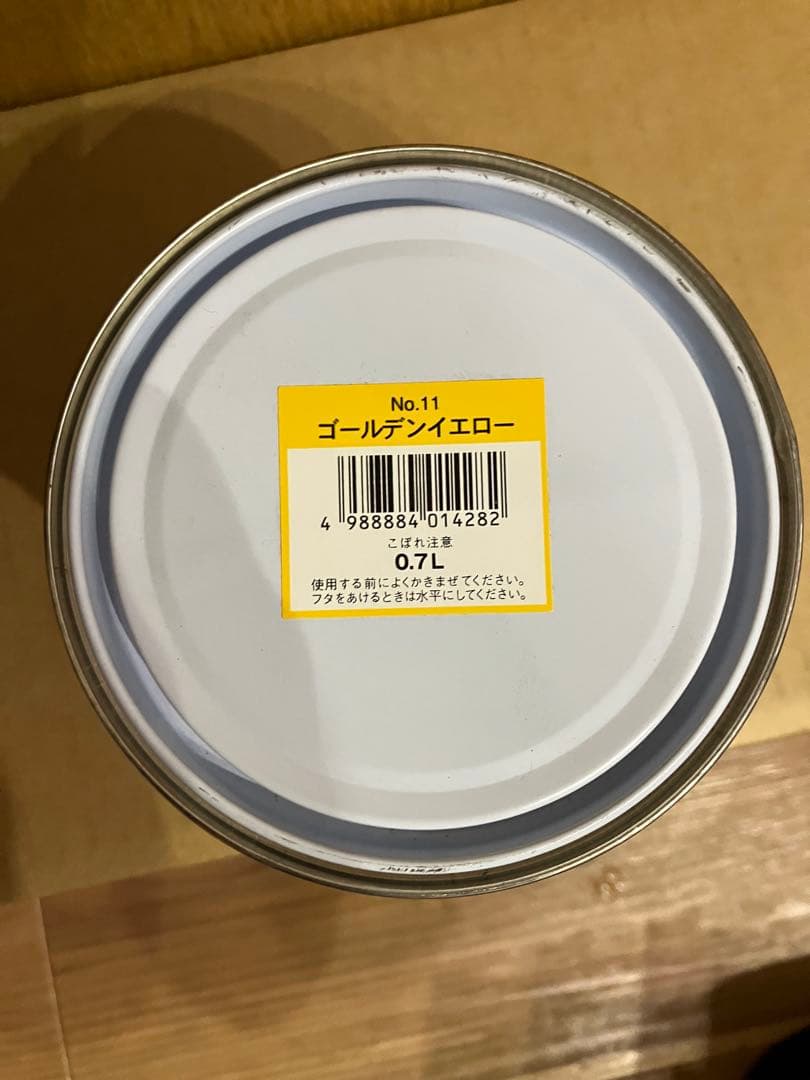 No.11
ゴールデンイエロー
4 988884 014282
こぼれ注意
0.7L
使用する前によくかきまぜてください。
フタをあけるときは水平にしてください。